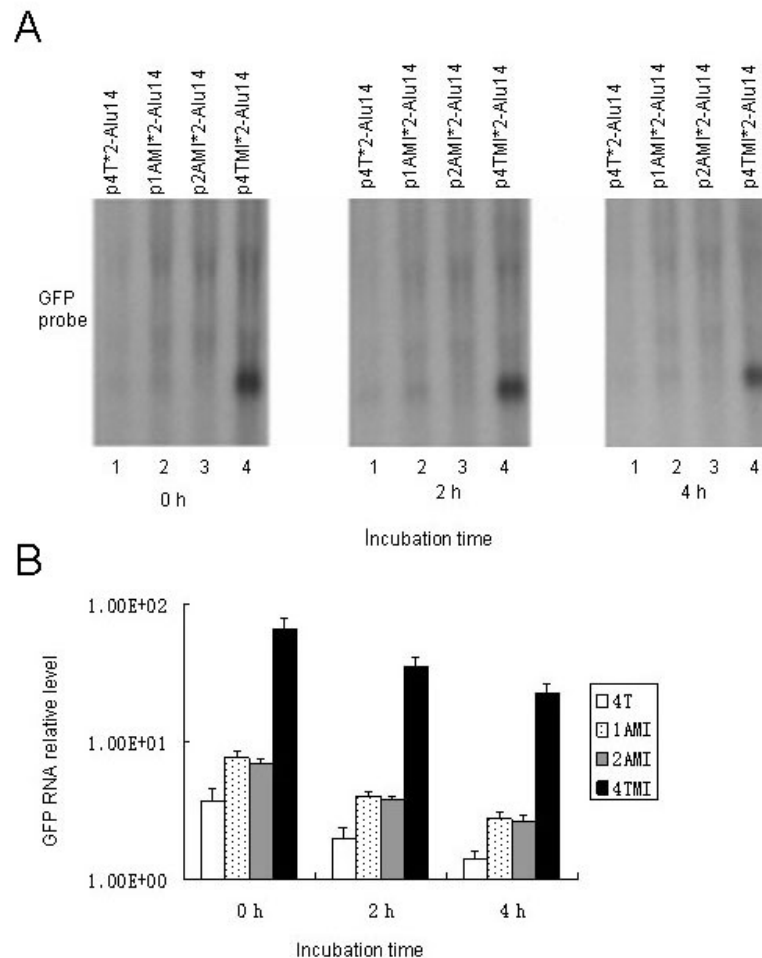 A
p4T*2-Alu14
p1AMI*2-Alu14
p2AMI*2-Alu14
p4TMI*2-Alu14
p4T*2-Alu14
p1AMI*2-Alu14
p2AMI*2-Alu14
p4TMI*2-Alu14
p4T*2-Alu14
p1AMI*2-Alu14
p2AMI*2-Alu14
p4TMI*2-Alu14
GFP
probe
1 2 3 4
0 h
1 2 3 4
2 h
1 2 3 4
4 h
Incubation time
B
GFP RNA relative level
1.00E+02
1.00E+01
1.00E+00
4T
1AMI
2AMI
4TMI
0 h 2 h 4 h
Incubation time